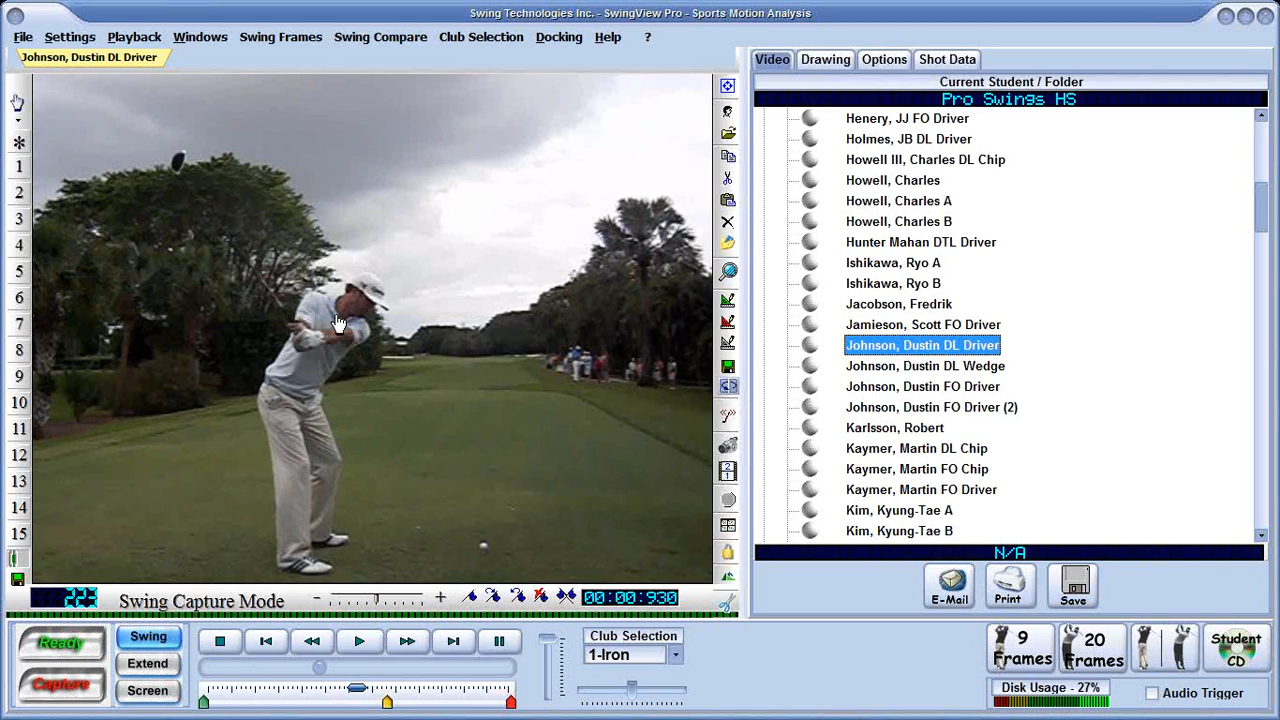 Swing Technologies Inc. - SwingView Pro - Sports Motion Analysis
File Settings Playback Windows Swing Frames Swing Compare Club Selection Docking Help ?
Johnson, Dustin DL Driver
1
2
3
4
5
6
7
8
9
10
11
12
13
14
15
Swing Capture Mode
- +
00:00:930
Video Drawing Options Shot Data
Current Student / Folder
Pro Swings HS
Henery, JJ FO Driver
Holmes, JB DL Driver
Howell III, Charles DL Chip
Howell, Charles
Howell, Charles A
Howell, Charles B
Hunter Mahan DTL Driver
Ishikawa, Ryo A
Ishikawa, Ryo B
Jacobson, Fredrik
Jamieson, Scott FO Driver
Johnson, Dustin DL Driver
Johnson, Dustin DL Wedge
Johnson, Dustin FO Driver
Johnson, Dustin FO Driver (2)
Karlsson, Robert
Kaymer, Martin DL Chip
Kaymer, Martin FO Chip
Kaymer, Martin FO Driver
Kim, Kyung-Tae A
Kim, Kyung-Tae B
N/A
E-Mail Print Save
Ready
Capture
Swing
Extend
Screen
Club Selection
1-Iron
9 Frames
20 Frames
Student CD
Disk Usage - 27%
Audio Trigger